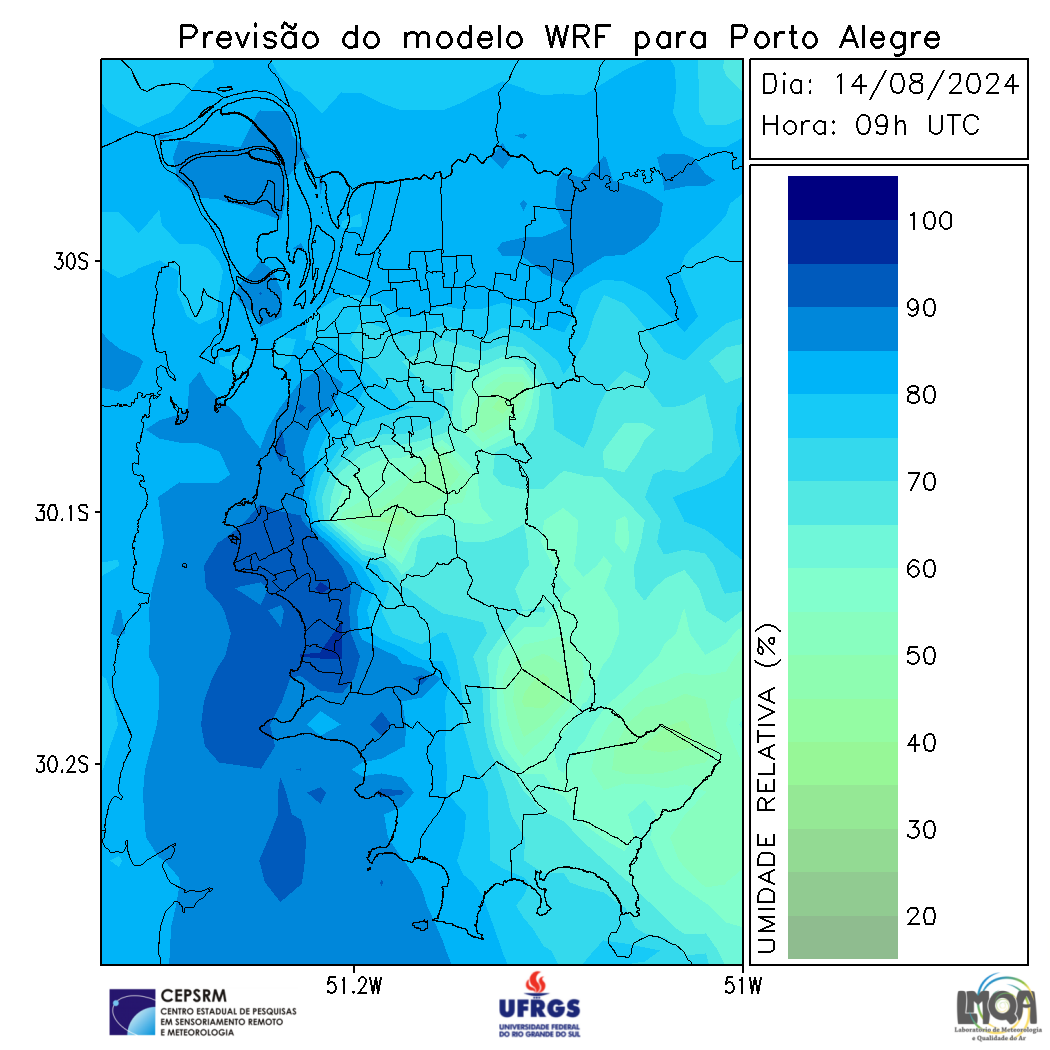 Previsão do modelo WRF para Porto Alegre
Dia: 14/08/2024
Hora: 09h UTC
30S
30.1S
30.2S
51.2W
51W
UMIDADE RELATIVA (%)
100
90
80
70
60
50
40
30
20
CEPSRM
CENTRO ESTADUAL DE PESQUISAS
EM SENSORIAMENTO REMOTO
E METEOROLOGIA
UFRGS
UNIVERSIDADE FEDERAL
DO RIO GRANDE DO SUL
LMQA
Laboratório de Meteorologia
e Qualidade do Ar